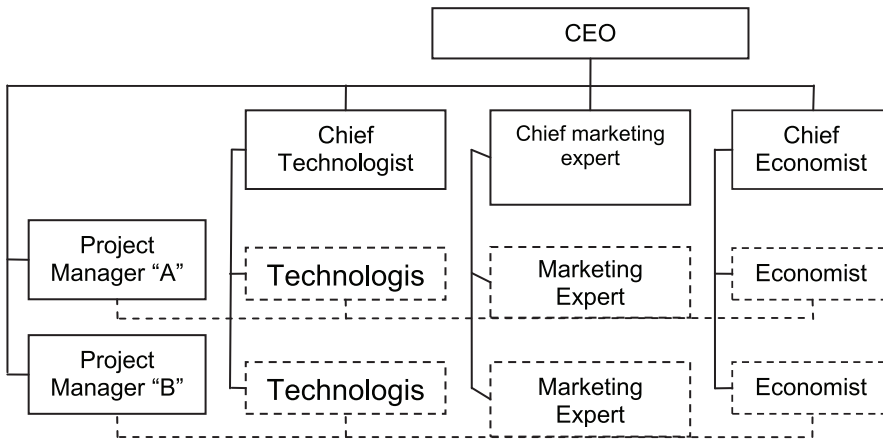 CEO
Chief
Technologist
Chief marketing
expert
Chief
Economist
Project
Manager “A”
Technologis
Marketing
Expert
Economist
Project
Manager “B”
Technologis
Marketing
Expert
Economist